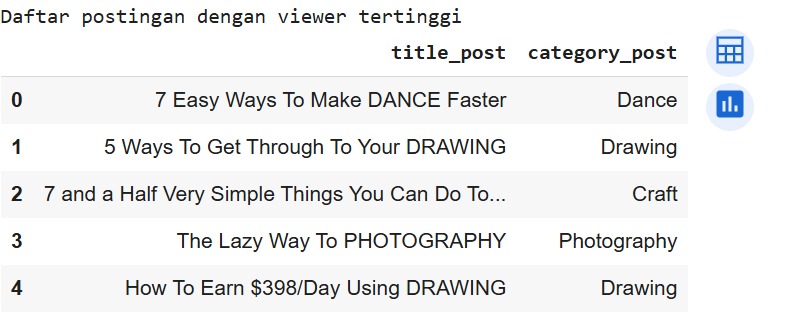 Daftar postingan dengan viewer tertinggi
title_post category_post
0 7 Easy Ways To Make DANCE Faster Dance
1 5 Ways To Get Through To Your DRAWING Drawing
2 7 and a Half Very Simple Things You Can Do To... Craft
3 The Lazy Way To PHOTOGRAPHY Photography
4 How To Earn $398/Day Using DRAWING Drawing